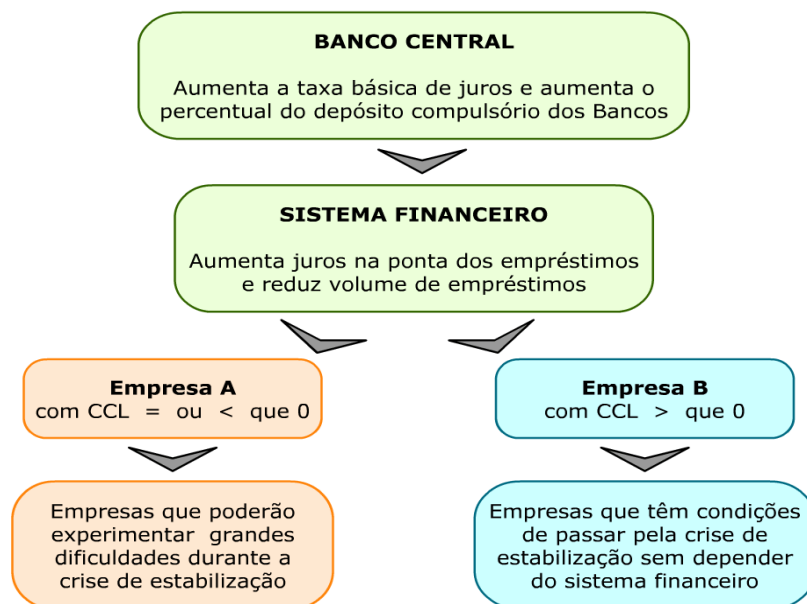 BANCO CENTRAL
Aumenta a taxa básica de juros e aumenta o
percentual do depósito compulsório dos Bancos
SISTEMA FINANCEIRO
Aumenta juros na ponta dos empréstimos
e reduz volume de empréstimos
Empresa A
com CCL = ou < que 0
Empresa B
com CCL > que 0
Empresas que poderão
experimentar grandes
dificuldades durante a
crise de estabilização
Empresas que têm condições
de passar pela crise de
estabilização sem depender
do sistema financeiro